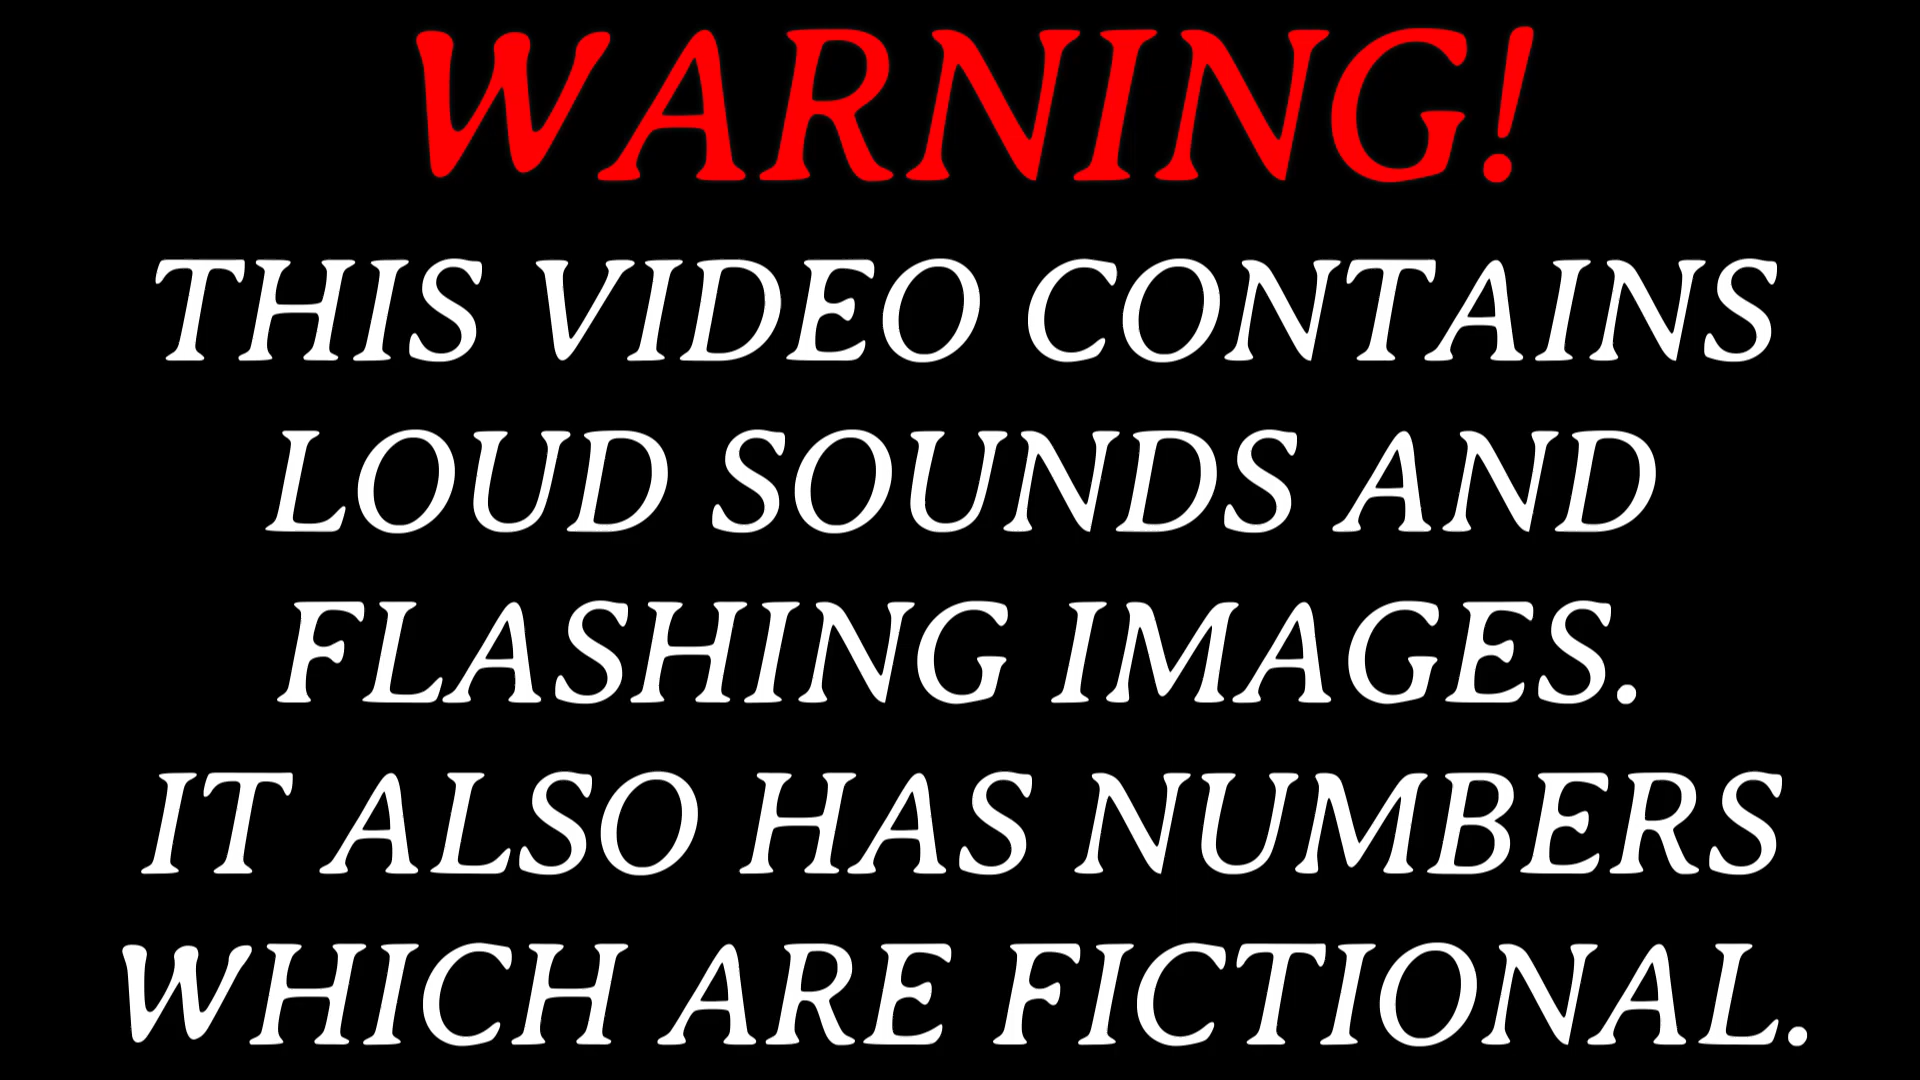 WARNING!
THIS VIDEO CONTAINS
LOUD SOUNDS AND
FLASHING IMAGES.
IT ALSO HAS NUMBERS
WHICH ARE FICTIONAL.